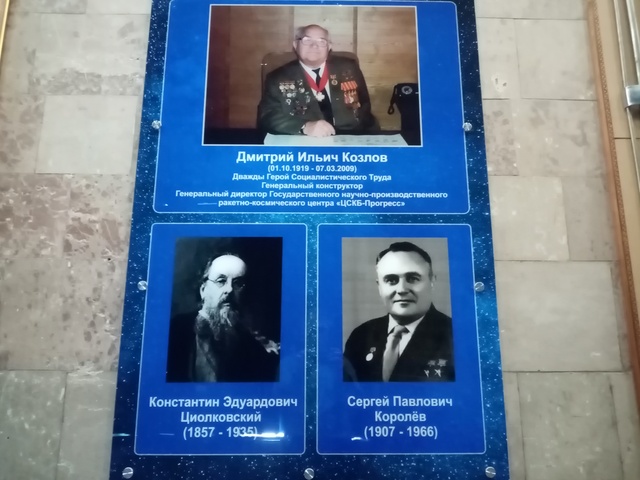 Дмитрий Ильич Козлов
(01.10.1919 - 07.03.2009)
Дважды Герой Социалистического Труда
Генеральный конструктор
Генеральный директор Государственного научно-производственного
ракетно-космического центра «ЦСКБ-Прогресс»
Константин Эдуардович
Циолковский
(1857 - 1935)
Сергей Павлович
Королёв
(1907 - 1966)